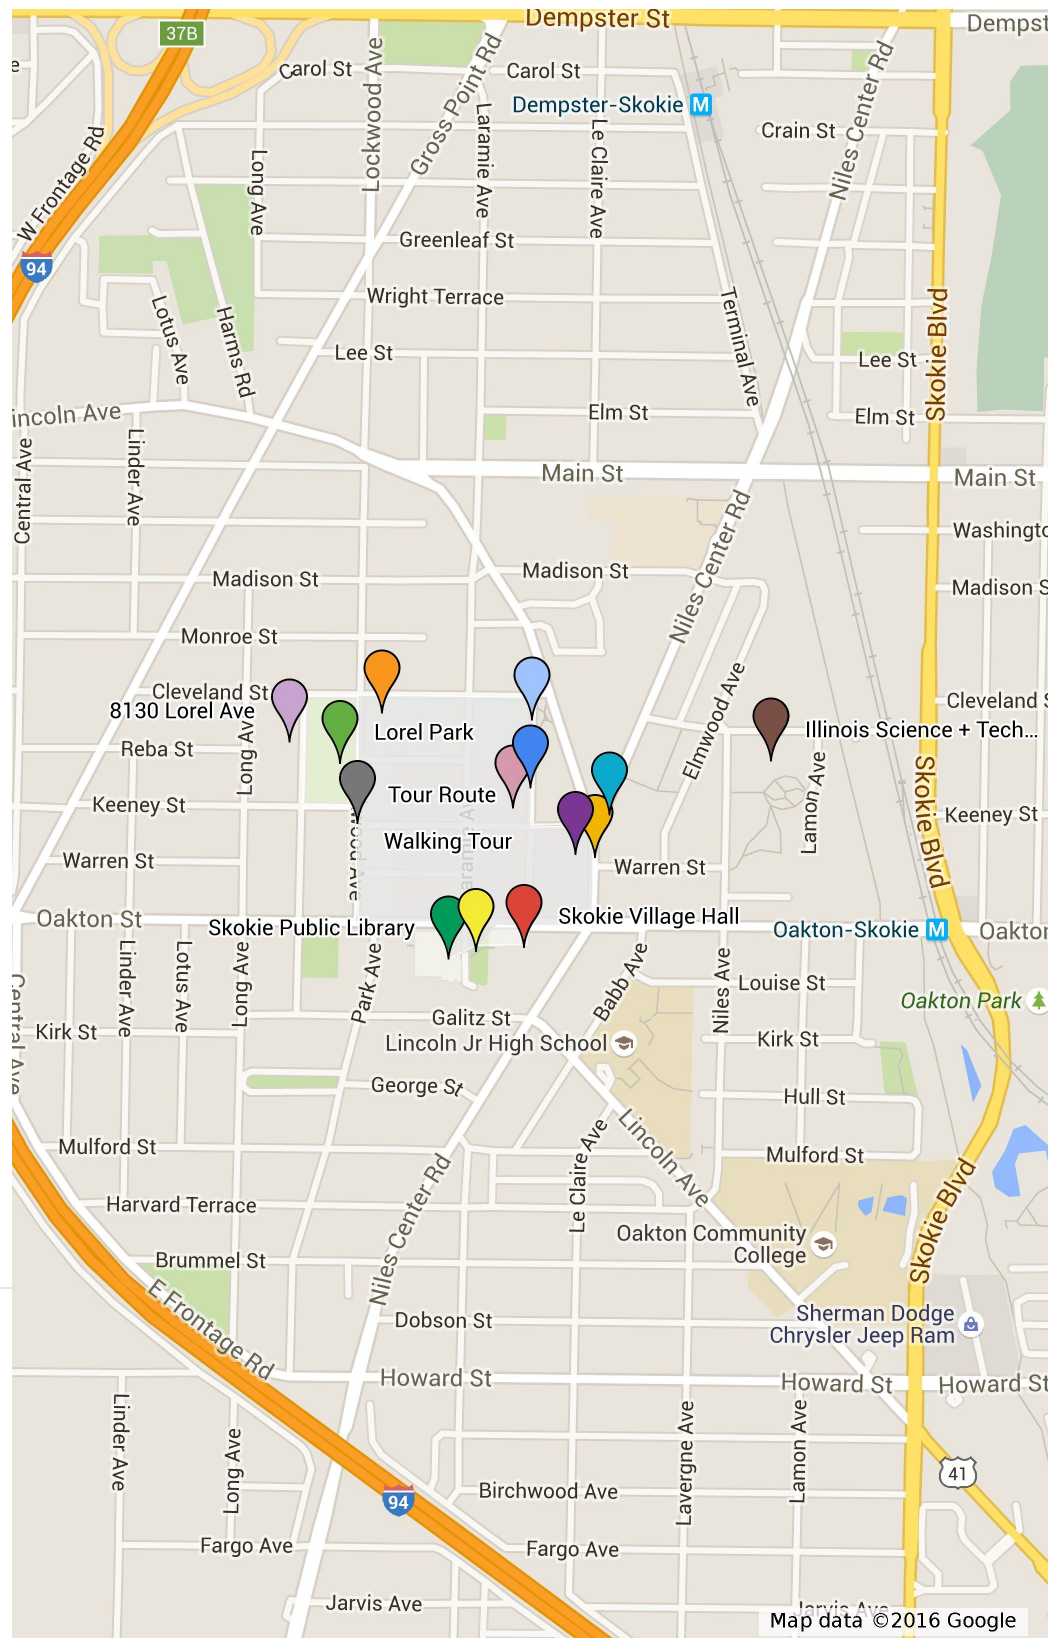 Dempster St
Dempst
37B
Carol St
Lockwood Ave
Gross Point Rd
Carol St
Dempster-Skokie
M
Niles Center Rd
W Frontage Rd
Long Ave
Laramie Ave
Le Claire Ave
Crain St
94
Greenleaf St
Wright Terrace
Lotus Ave
Harms Rd
Terminal Ave
Skokie Blvd
Lee St
Lee St
incoln Ave
Elm St
Elm St
Central Ave
Linder Ave
Main St
Main St
Niles Center Rd
Washingto
Madison St
Madison St
Madison S
Monroe St
Cleveland St
Cleveland S
8130 Lorel Ave
Long Ave
Lorel Park
Elmwood Ave
Illinois Science + Tech...
Reba St
Skokie Blvd
Keeney St
Tour Route
Lamon Ave
Keeney St
Walking Tour
Warren St
Warren St
Oakton St
Skokie Public Library
Skokie Village Hall
Oakton-Skokie
M
Oakton
Linder Ave
Lotus Ave
Long Ave
Park Ave
Babb Ave
Niles Ave
Louise St
Oakton Park
Central Ave
Kirk St
Galitz St
Kirk St
Lincoln Jr High School
George St
Hull St
Lincoln Ave
Mulford St
Le Claire Ave
Mulford St
Niles Center Rd
Skokie Blvd
Harvard Terrace
Oakton Community
College
Brummel St
E Frontage Rd
Dobson St
Sherman Dodge
Chrysler Jeep Ram
Howard St
Howard St
Howard St
Linder Ave
Long Ave
Lavergne Ave
Lamon Ave
41
94
Birchwood Ave
Fargo Ave
Fargo Ave
Jarvis Ave
Jarvis Ave
Map data ©2016 Google